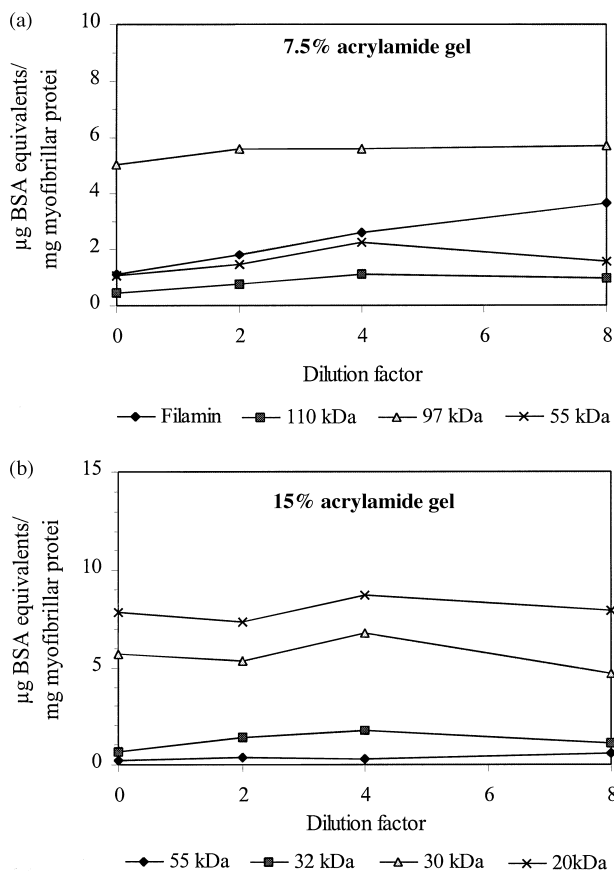 (a)
7.5% acrylamide gel
µg BSA equivalents/
mg myofibrillar protei
10
8
6
4
2
0
0 2 4 6 8
Dilution factor
Filamin 110 kDa 97 kDa 55 kDa
(b)
15% acrylamide gel
µg BSA equivalents/
mg myofibrillar protei
15
10
5
0
0 2 4 6 8
Dilution factor
55 kDa 32 kDa 30 kDa 20kDa